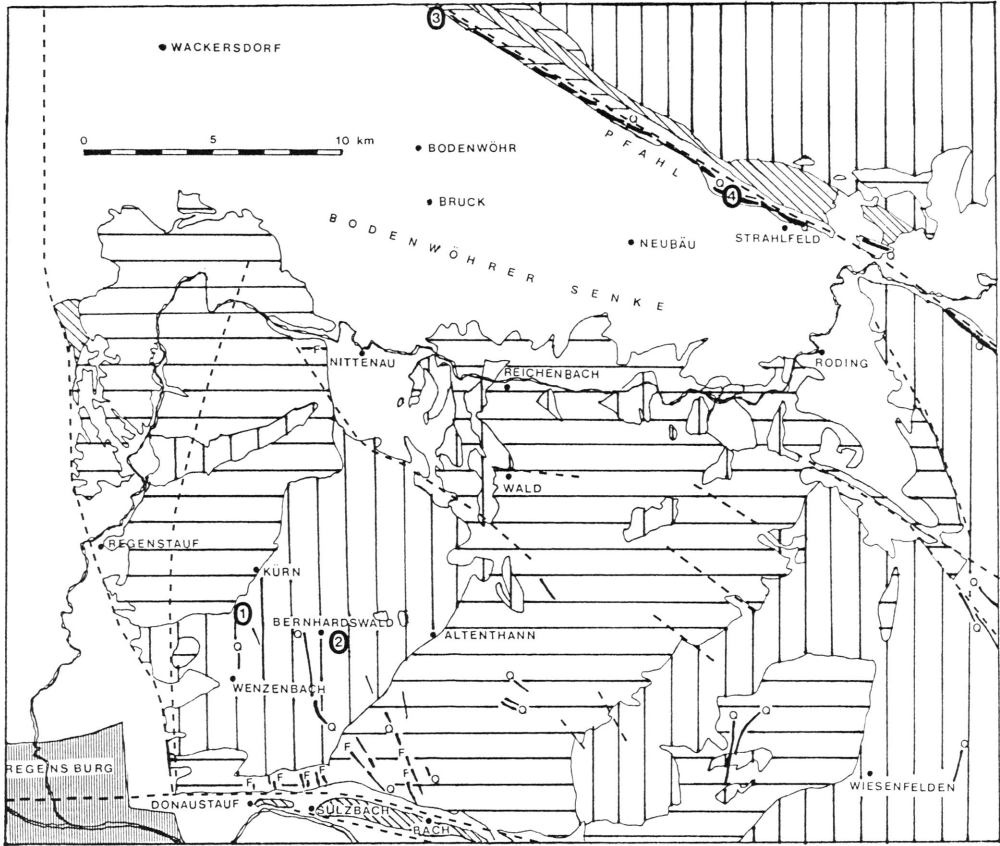 3
WACKERSDORF
0 5 10 km
BODENWÖHR
Q
PFAHL
Q
4
BRUCK
BODENWÖHRER SENKE
NEUBÄU
STRAHLFELD
Q
Q
F
NITTENAU
REICHENBACH
RODING
Q
WALD
REGENSTAUF
KÜRN
Q
1
BERNHARDSWALD
Q
2
ALTENTHANN
Q
Q
WENZENBACH
Q
Q
Q
Q
Q
Q
Q
F
F
REGENSBURG
F
F
F
F
F
Q
Q
WIESENFELDEN
DONAUSTAUF
SULZBACH
BACH